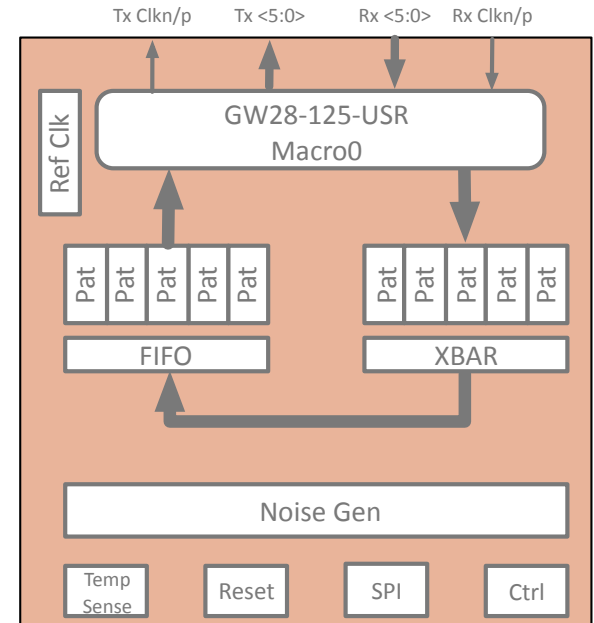 Tx Clkn/p Tx <5:0> Rx <5:0> Rx Clkn/p
Ref Clk
GW28-125-USR
Macro0
Pat Pat Pat Pat Pat
Pat Pat Pat Pat Pat
FIFO
XBAR
Noise Gen
Temp
Sense
Reset
SPI
Ctrl